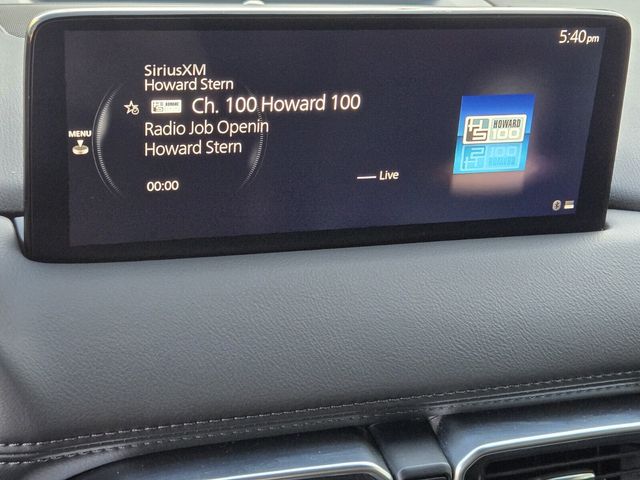 5:40pm
SiriusXM
Howard Stern
HOWARD Ch. 100 Howard 100
MENU
Radio Job Openin
Howard Stern
00:00
Live
HOWARD
100